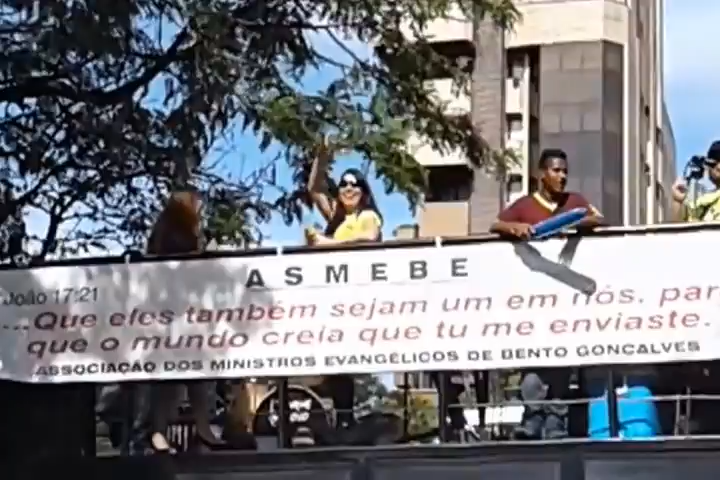 ASMEBE
João 17:21
...Que eles também sejam um em nós, par
que o mundo creia que tu me enviaste.
ASSOCIAÇÃO DOS MINISTROS EVANGÉLICOS DE BENTO GONÇALVES